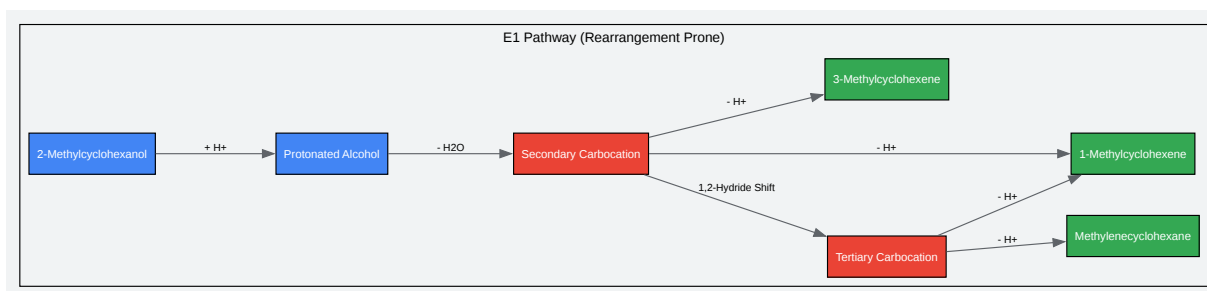 E1 Pathway (Rearrangement Prone)
3-Methylcyclohexene
- H+
2-Methylcyclohexanol
+ H+
Protonated Alcohol
- H2O
Secondary Carbocation
- H+
1-Methylcyclohexene
1,2-Hydride Shift
- H+
Methylenecyclohexane
- H+
Tertiary Carbocation